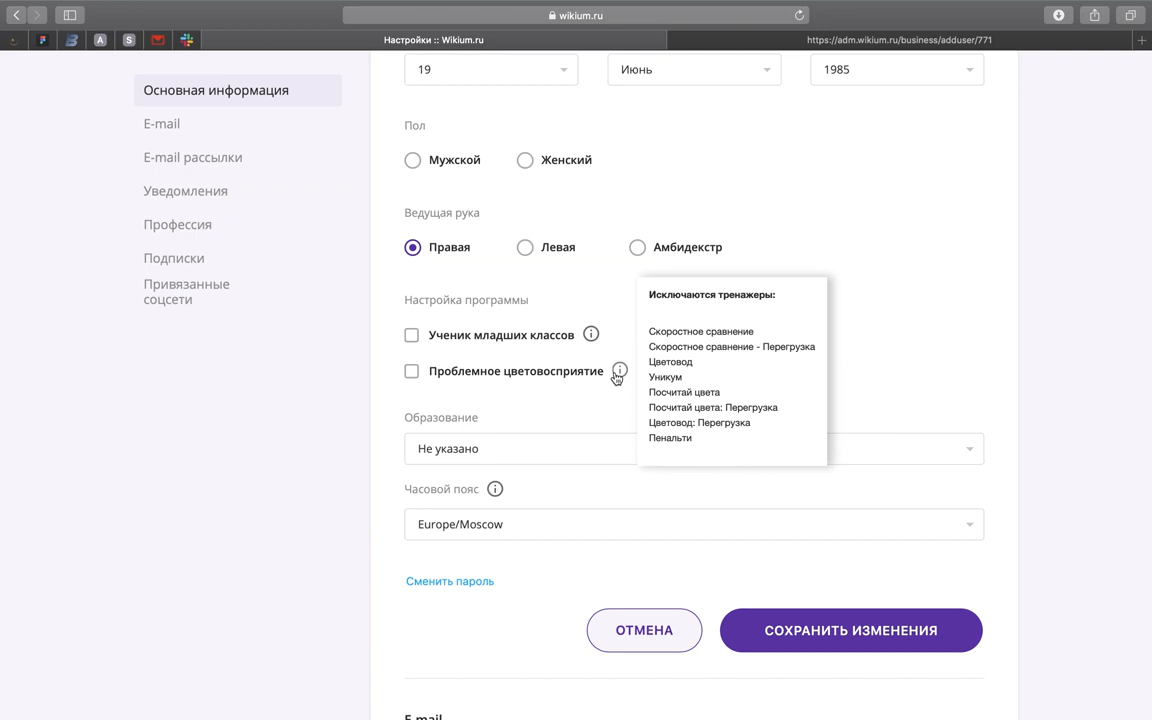 wikium.ru
A
S
Настройки :: Wikium.ru
https://adm.wikium.ru/business/adduser/771
Основная информация
E-mail
E-mail рассылки
Уведомления
Профессия
Подписки
Привязанные
соцсети
19
Июнь
1985
Пол
Мужской
Женский
Ведущая рука
Правая
Левая
Амбидекстр
Настройка программы
Ученик младших классов
Проблемное цветовосприятие
Исключаются тренажеры:
Скоростное сравнение
Скоростное сравнение - Перегрузка
Цветовод
Уникум
Посчитай цвета
Посчитай цвета: Перегрузка
Цветовод: Перегрузка
Пенальти
Образование
Не указано
Часовой пояс
Europe/Moscow
Сменить пароль
ОТМЕНА
СОХРАНИТЬ ИЗМЕНЕНИЯ
E-mail